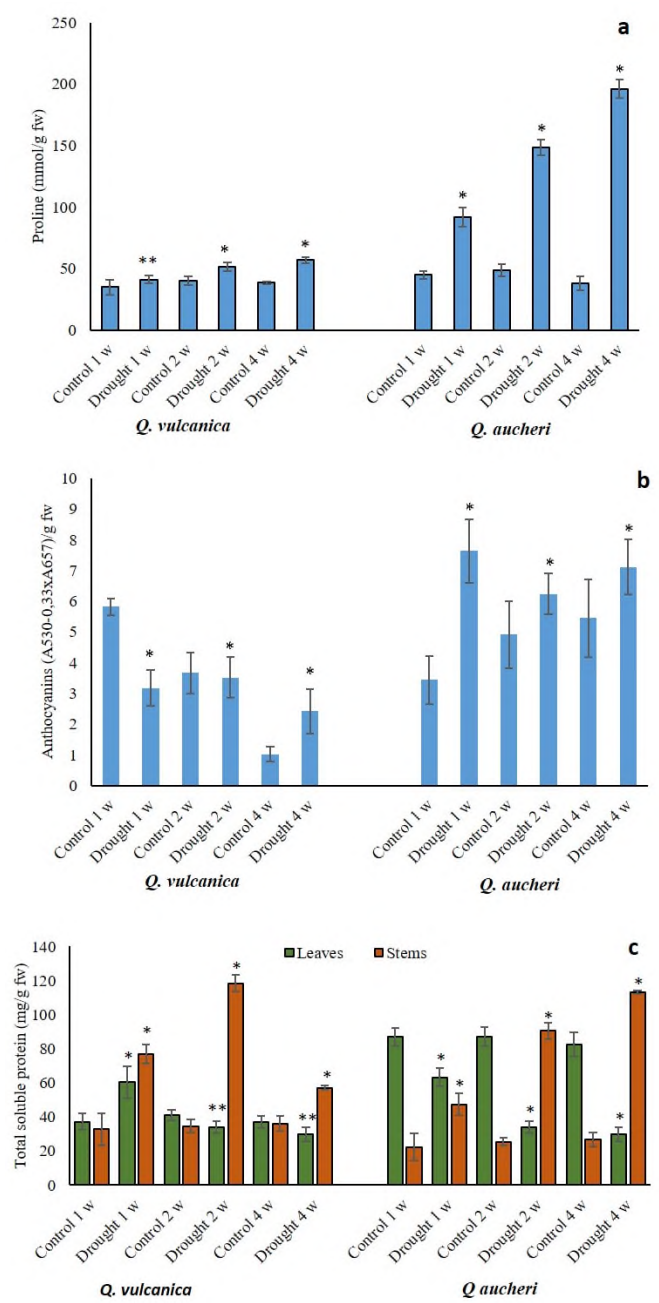 a
Proline (mmol/g fw)
250
200
150
100
50
0
*
*
*
*
*
**
Control 1 w
Drought 1 w
Control 2 w
Drought 2 w
Control 4 w
Drought 4 w
Control 1 w
Drought 1 w
Control 2 w
Drought 2 w
Control 4 w
Drought 4 w
Q. vulcanica
Q. aucheri
b
Anthocyanins (A530-0,33xA657)/g fw
10
9
8
7
6
5
4
3
2
1
0
*
*
*
*
*
*
Control 1 w
Drought 1 w
Control 2 w
Drought 2 w
Control 4 w
Drought 4 w
Control 1 w
Drought 1 w
Control 2 w
Drought 2 w
Control 4 w
Drought 4 w
Q. vulcanica
Q. aucheri
c
Leaves
Stems
Total soluble protein (mg/g fw)
140
120
100
80
60
40
20
0
*
*
**
*
**
*
*
*
*
*
*
*
Control 1 w
Drought 1 w
Control 2 w
Drought 2 w
Control 4 w
Drought 4 w
Control 1 w
Drought 1 w
Control 2 w
Drought 2 w
Control 4 w
Drought 4 w
Q. vulcanica
Q aucheri